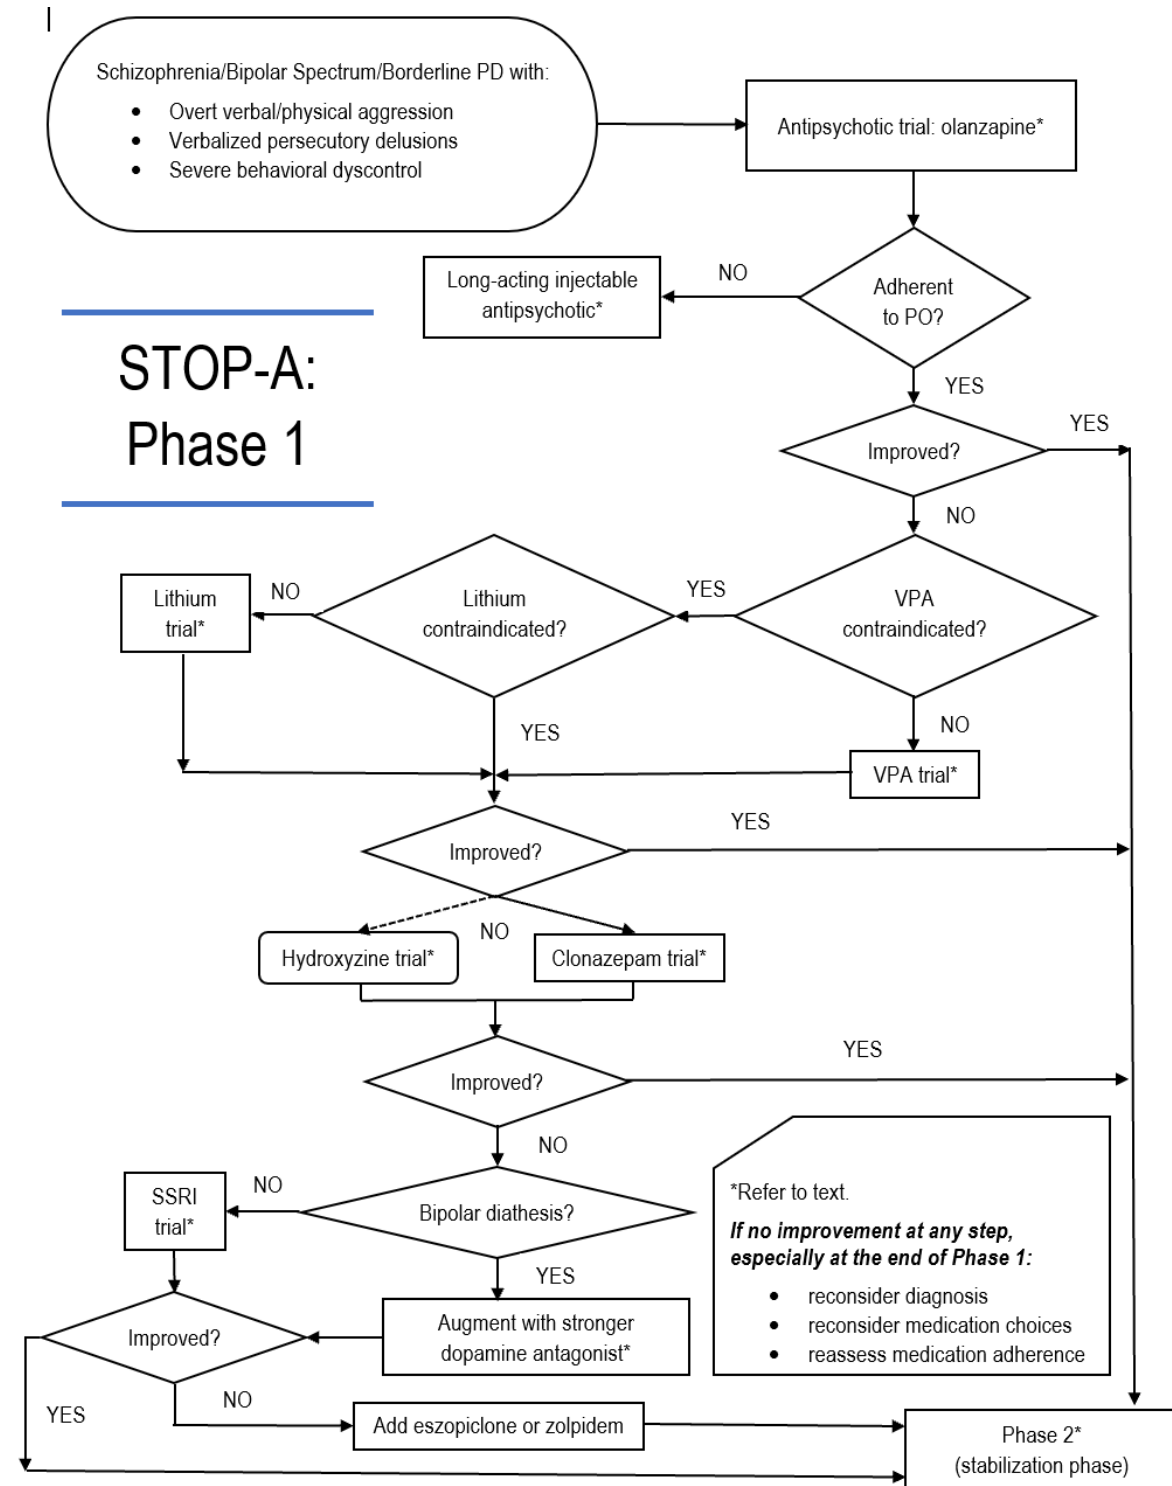 Schizophrenia/Bipolar Spectrum/Borderline PD with:
• Overt verbal/physical aggression
• Verbalized persecutory delusions
• Severe behavioral dyscontrol
Antipsychotic trial: olanzapine*
Long-acting injectable
antipsychotic*
NO
Adherent
to PO?
YES
STOP-A:
Phase 1
Improved?
YES
NO
Lithium
trial*
NO
Lithium
contraindicated?
YES
VPA
contraindicated?
YES
NO
VPA trial*
Improved?
YES
NO
Hydroxyzine trial*
Clonazepam trial*
Improved?
YES
NO
SSRI
trial*
NO
Bipolar diathesis?
YES
*Refer to text.
If no improvement at any step,
especially at the end of Phase 1:
• reconsider diagnosis
• reconsider medication choices
• reassess medication adherence
Improved?
Augment with stronger
dopamine antagonist*
YES
NO
Add eszopiclone or zolpidem
Phase 2*
(stabilization phase)